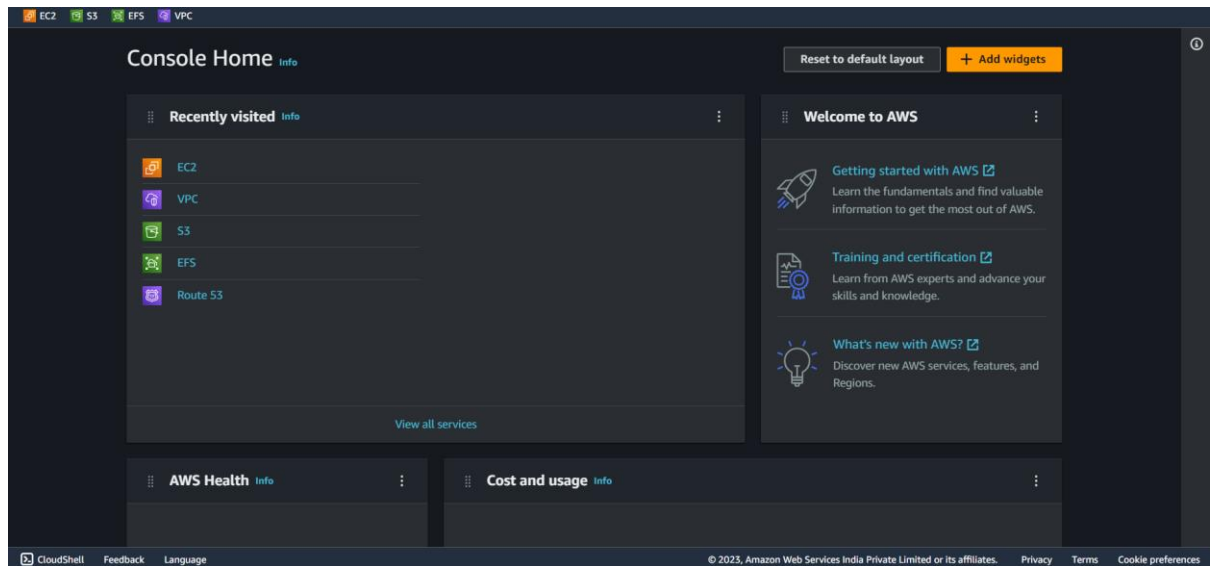 EC2 S3 EFS VPC
Console Home Info
Reset to default layout
+ Add widgets
Recently visited Info
EC2
VPC
S3
EFS
Route 53
View all services
Welcome to AWS
Getting started with AWS
Learn the fundamentals and find valuable
information to get the most out of AWS.
Training and certification
Learn from AWS experts and advance your
skills and knowledge.
What's new with AWS?
Discover new AWS services, features, and
Regions.
AWS Health Info
Cost and usage Info
CloudShell Feedback Language
© 2023, Amazon Web Services India Private Limited or its affiliates. Privacy Terms Cookie preferences